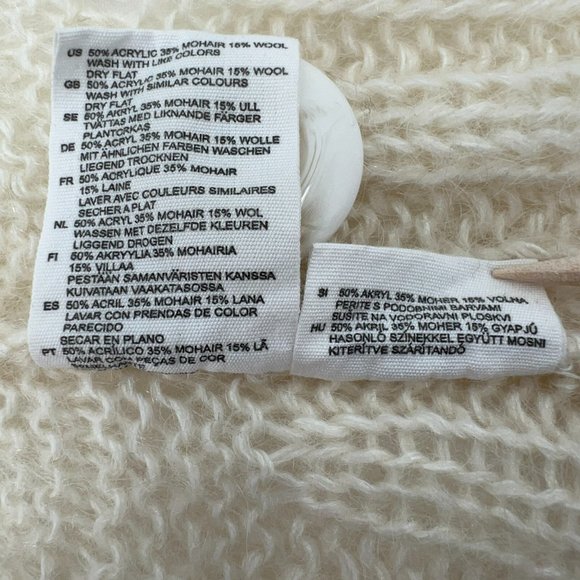 US 50% ACRYLIC 35% MOHAIR 15% WOOL
WASH WITH LIKE COLORS
DRY FLAT
GB 50% ACRYLIC 35% MOHAIR 15% WOOL
WASH WITH SIMILAR COLOURS
DRY FLAT
SE 50% AKRYL 35% MOHAIR 15% ULL
TVÄTTAS MED LIKNANDE FÄRGER
PLANTORKAS
DE 50% ACRYL 35% MOHAIR 15% WOLLE
MIT ÄHNLICHEN FARBEN WASCHEN
LIEGEND TROCKNEN
FR 50% ACRYLIQUE 35% MOHAIR
15% LAINE
LAVER AVEC COULEURS SIMILAIRES
SECHER A PLAT
NL 50% ACRYL 35% MOHAIR 15% WOL
WASSEN MET DEZELFDE KLEUREN
LIGGEND DROGEN
FI 50% AKRYYLIA 35% MOHAIRIA
15% VILLAA
PESTÄÄN SAMANVÄRISTEN KANSSA
KUIVATAAN VAAKATASOSSA
ES 50% ACRIL 35% MOHAIR 15% LANA
LAVAR CON PRENDAS DE COLOR
PARECIDO
SECAR EN PLANO
PT 50% ACRÍLICO 35% MOHAIR 15% LÃ
LAVAR COM PEÇAS DE COR
SI 50% AKRYL 35% MOHER 15% VOLNA
PERITE S PODOBNIMI BARVAMI
SUŠITE NA VODORAVNI PLOSKVI
HU 50% AKRIL 35% MOHER 15% GYAPJÚ
HASONLÓ SZÍNEKKEL EGYÜTT MOSNI
KITERÍTVE SZÁRÍTANDÓ